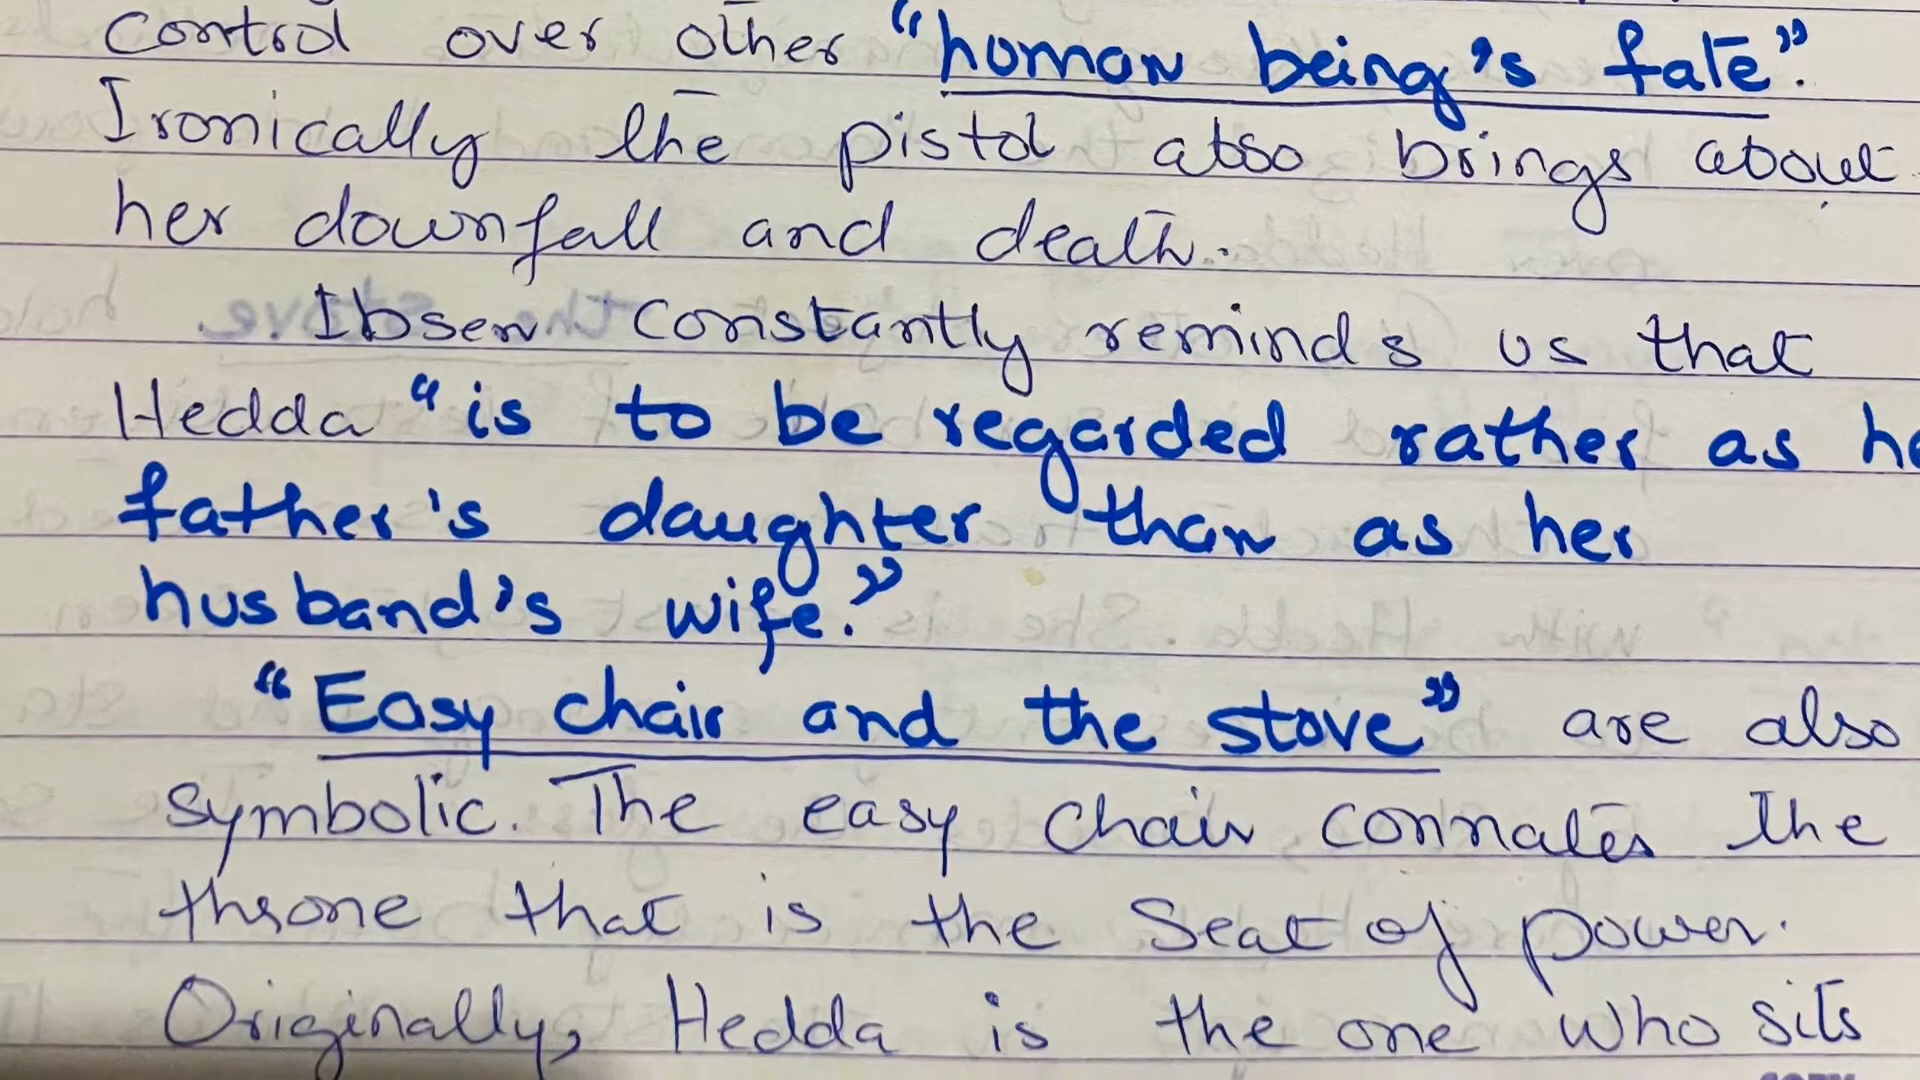 control over other "human being's fate".
Ironically the pistol also brings about
her downfall and death.
Ibsen constantly reminds us that
Hedda "is to be regarded rather as he
father's daughter than as her
husband's wife."
"Easy chair and the stove" are also
symbolic. The easy chair connates the
throne that is the seat of power.
Originally, Hedda is the one who sits